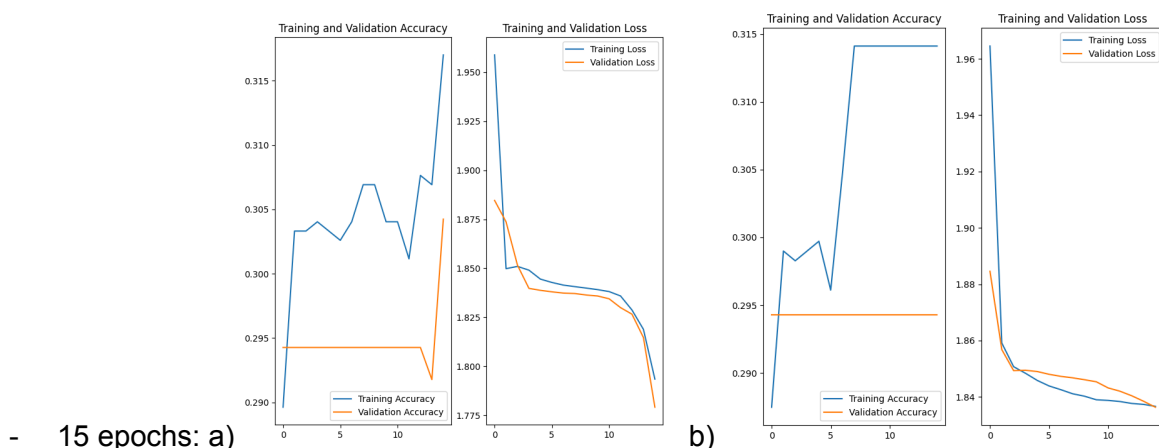 Training and Validation Accuracy
0.315
0.310
0.305
0.300
0.295
0.290
Training Accuracy
Validation Accuracy
0 5 10
Training and Validation Loss
Training Loss
Validation Loss
1.950
1.925
1.900
1.875
1.850
1.825
1.800
1.775
0 5 10
Training and Validation Accuracy
0.315
0.310
0.305
0.300
0.295
0.290
Training Accuracy
Validation Accuracy
0 5 10
Training and Validation Loss
Training Loss
Validation Loss
1.96
1.94
1.92
1.90
1.88
1.86
1.84
0 5 10
- 15 epochs: a) b)